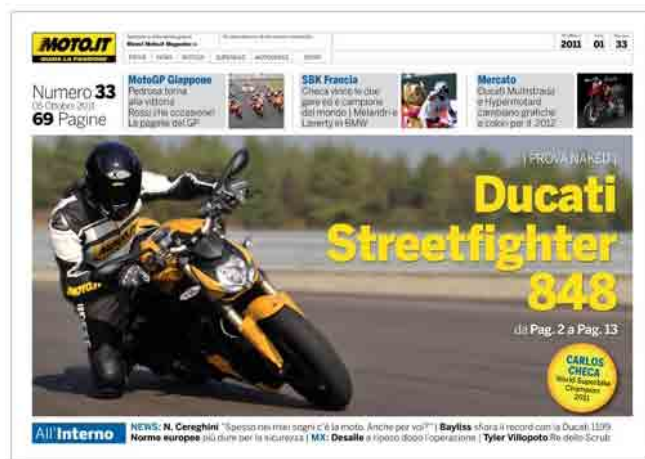 MOTO.IT
2011 01 33
Numero 33
05 Ottobre 2011
69 Pagine
MotoGP Giappone
Pedrosa torna
alla vittoria
Rossi che occasione!
Le pagelle del GP
SBK Francia
Checa vince le due
gare ed è campione
del mondo | Melandri e
Laverty in BMW
Mercato
Ducati Multistrada
e Hypermotard
cambiano grafiche
e colori per il 2012
| PROVA NAKED |
Ducati
Streetfighter
848
da Pag. 2 a Pag. 13
CARLOS
CHECA
World Superbike
Champion
2011
All'Interno
NEWS: N. Cereghini "Spesso nei miei sogni c'è la moto. Anche per voi?" | Bayliss sfiora il record con la Ducati 1199
Norme europee più dure per la sicurezza | MX: Desalle a riposo dopo l'operazione | Tyler Villopoto Re dello Scrub